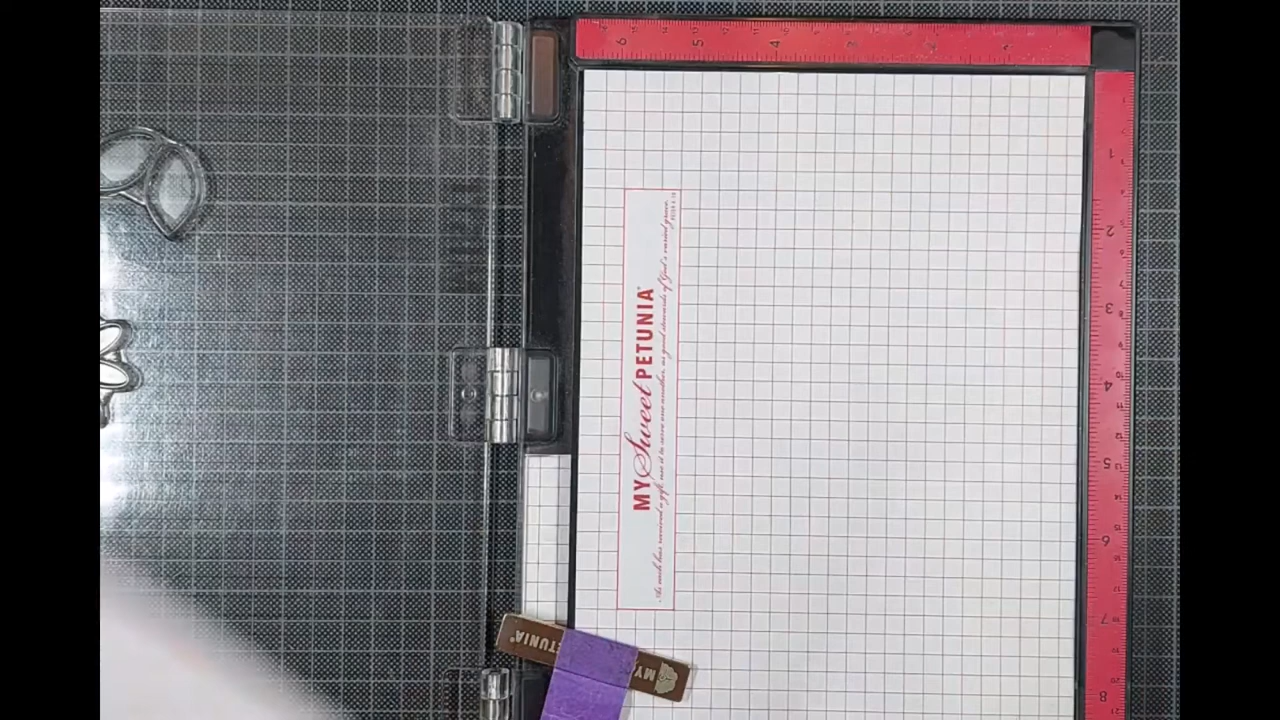 MY Sweet PETUNIA®
As each has received a gift, use it to serve one another, as good stewards of God's varied grace.
6 5 4 3 2 1
1
2
3
4
5
6
7
8